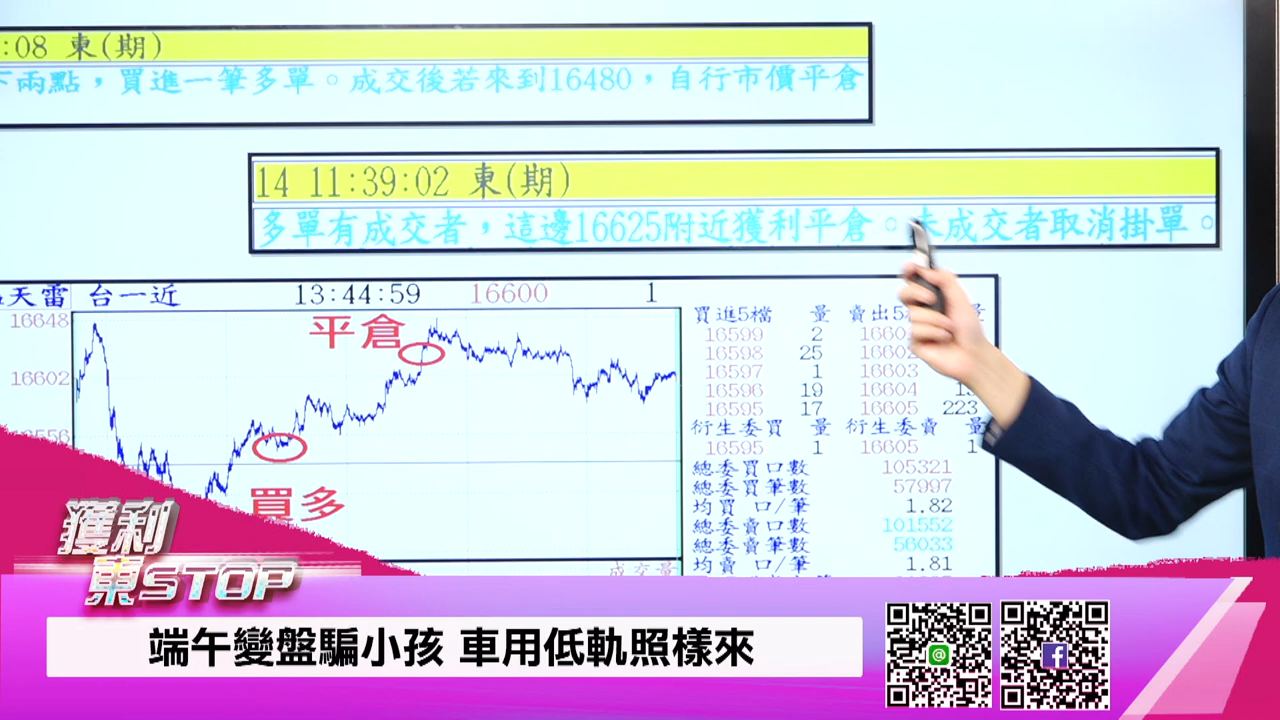 :08 東(期)
下兩點，買進一筆多單。成交後若來到16480，自行市價平倉
14 11:39:02 東(期)
多單有成交者，這邊16625附近獲利平倉。未成交者取消掛單。
天雷 台一近 13:44:59 16600 1
16648
平倉
16602
買多
成交量
買進5檔 量 賣出5 量
16599 2 1660
16598 25 16602
16597 1 16603
16596 19 16604
16595 17 16605 223
衍生委買 量 衍生委賣 量
16595 1 16605 1
總委買口數 105321
總委買筆數 57997
均買 口/筆 1.82
總委賣口數 101552
總委賣筆數 56033
均賣 口/筆 1.81
獲利
東STOP
端午變盤騙小孩 車用低軌照樣來